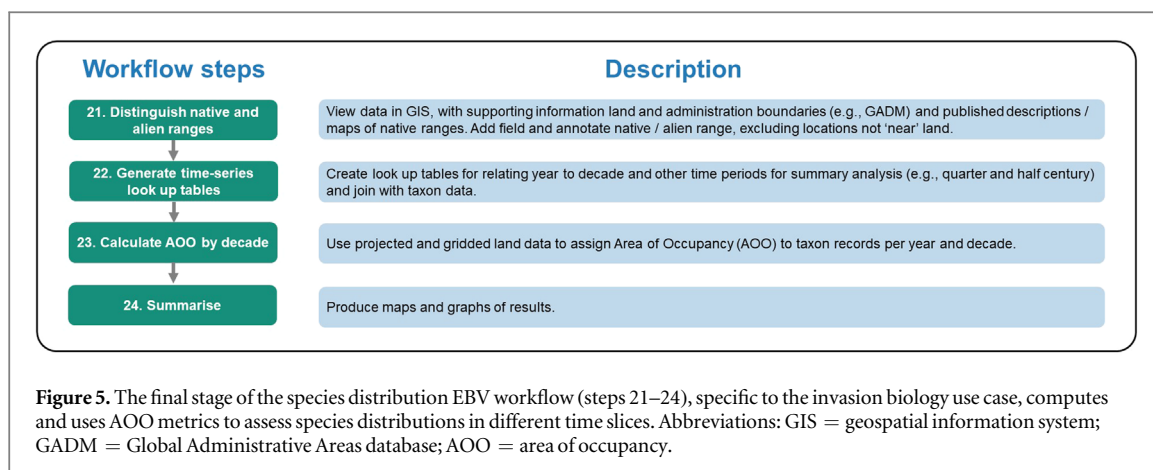 Workflow steps
Description
21. Distinguish native and
alien ranges
View data in GIS, with supporting information land and administration boundaries (e.g., GADM) and published descriptions /
maps of native ranges. Add field and annotate native / alien range, excluding locations not 'near' land.
22. Generate time-series
look up tables
Create look up tables for relating year to decade and other time periods for summary analysis (e.g., quarter and half century)
and join with taxon data.
23. Calculate AOO by decade
Use projected and gridded land data to assign Area of Occupancy (AOO) to taxon records per year and decade.
24. Summarise
Produce maps and graphs of results.
Figure 5. The final stage of the species distribution EBV workflow (steps 21–24), specific to the invasion biology use case, computes
and uses AOO metrics to assess species distributions in different time slices. Abbreviations: GIS = geospatial information system;
GADM = Global Administrative Areas database; AOO = area of occupancy.